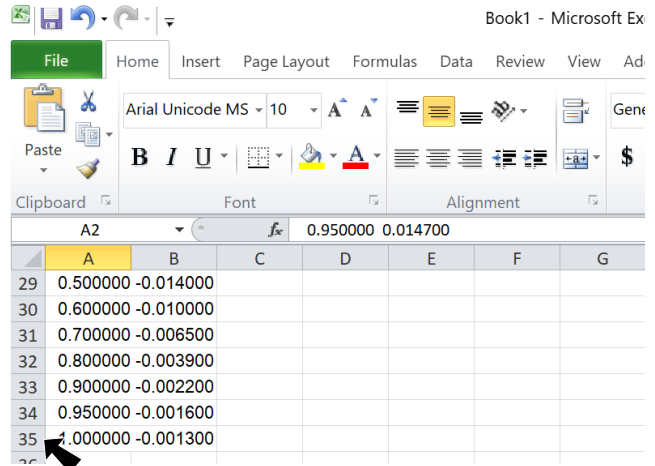 Book1 - Microsoft Ex
File Home Insert Page Layout Formulas Data Review View Ad
Arial Unicode MS 10 A A Gene
Paste B I U A a $
Clipboard Font Alignment
A2 fx 0.950000 0.014700
A B C D E F G
29 0.500000 -0.014000
30 0.600000 -0.010000
31 0.700000 -0.006500
32 0.800000 -0.003900
33 0.900000 -0.002200
34 0.950000 -0.001600
35 1.000000 -0.001300